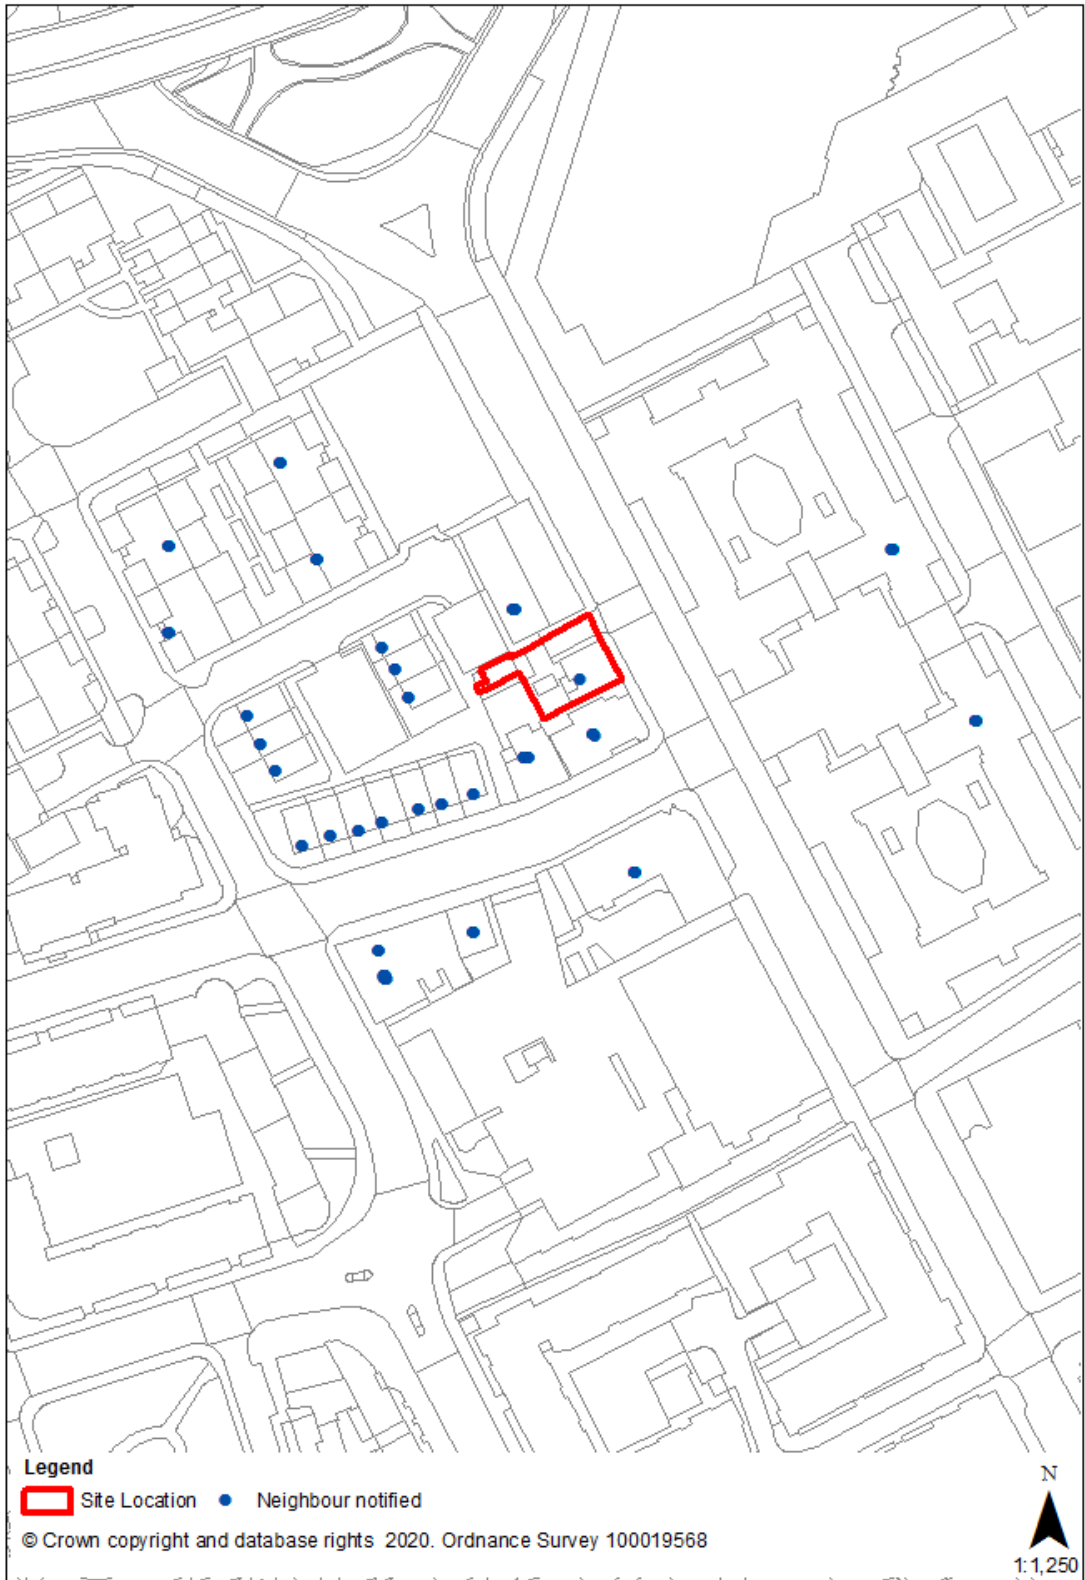 Legend
Site Location
Neighbour notified
© Crown copyright and database rights 2020. Ordnance Survey 100019568
N
1:1,250